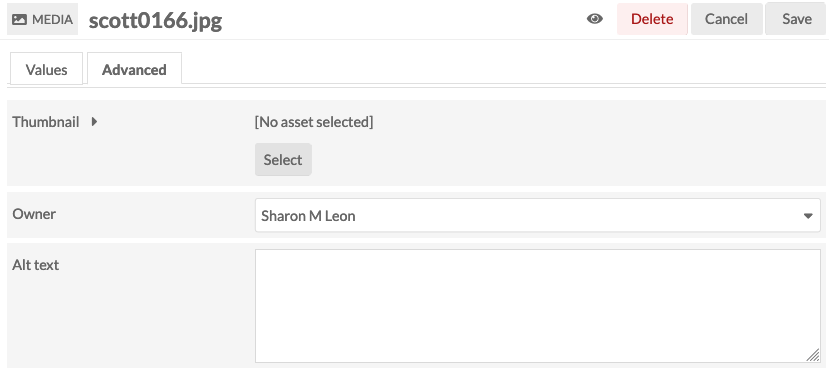 MEDIA scott0166.jpg Delete Cancel Save
Values Advanced
Thumbnail [No asset selected]
Select
Owner Sharon M Leon
Alt text